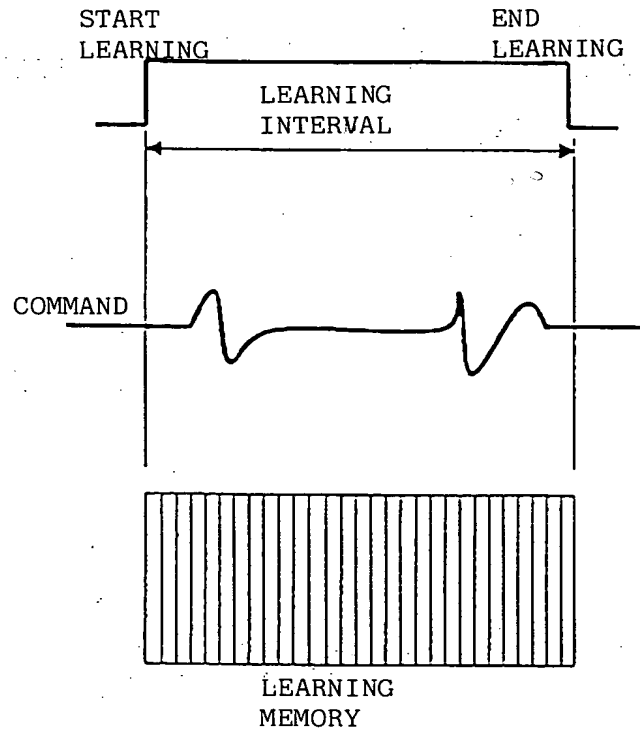 START
LEARNING
END
LEARNING
LEARNING
INTERVAL
COMMAND
LEARNING
MEMORY